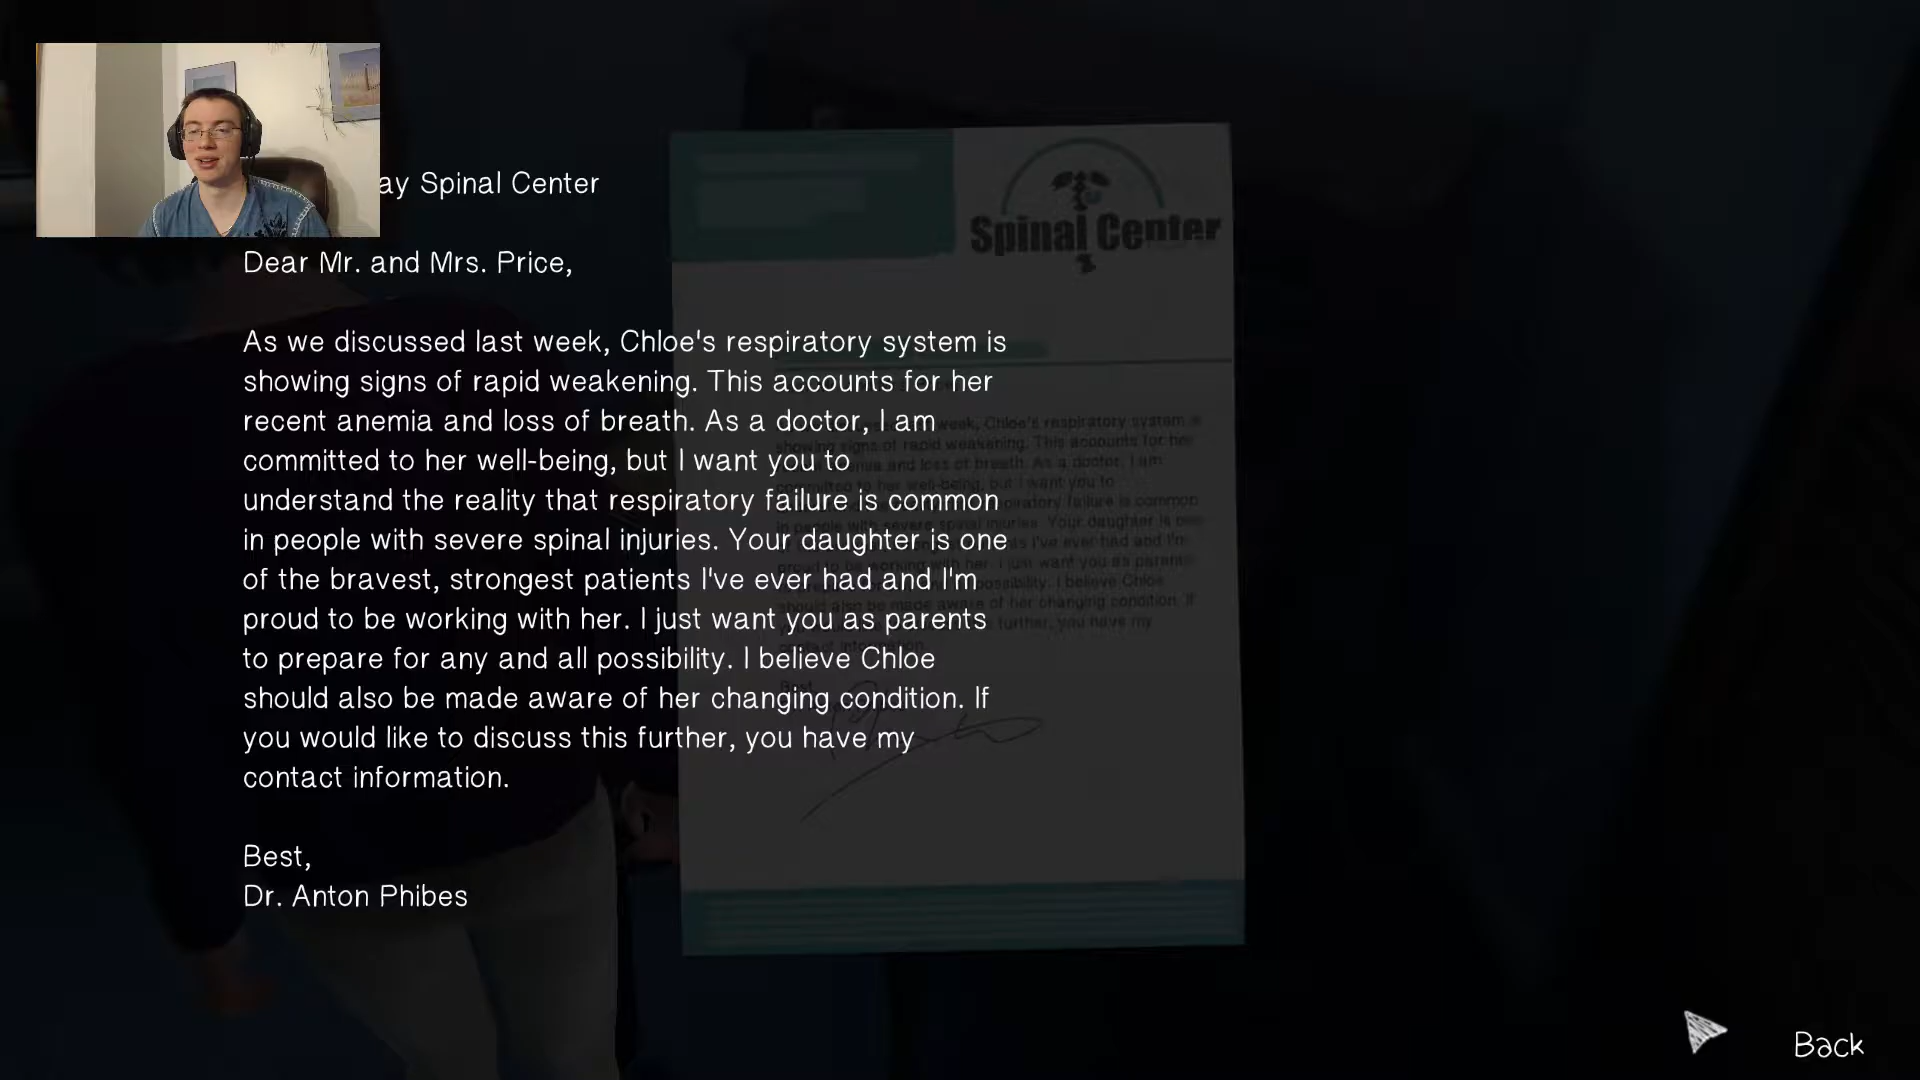 ay Spinal Center
Spinal Center
Dear Mr. and Mrs. Price,
As we discussed last week, Chloe's respiratory system is
showing signs of rapid weakening. This accounts for her
recent anemia and loss of breath. As a doctor, I am
committed to her well-being, but I want you to
understand the reality that respiratory failure is common
in people with severe spinal injuries. Your daughter is one
of the bravest, strongest patients I've ever had and I'm
proud to be working with her. I just want you as parents
to prepare for any and all possibility. I believe Chloe
should also be made aware of her changing condition. If
you would like to discuss this further, you have my
contact information.
Best,
Dr. Anton Phibes
Back